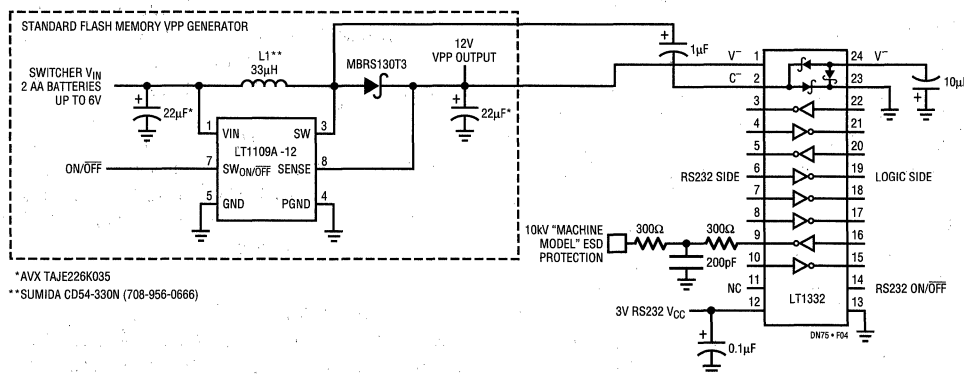 STANDARD FLASH MEMORY VPP GENERATOR
L1**
33µH
MBRS130T3
12V
VPP OUTPUT
SWITCHER VIN
2 AA BATTERIES
UP TO 6V
22µF*
22µF*
1
VIN
SW
3
LT1109A -12
ON/OFF
7
SWON/OFF
SENSE
8
5
GND
PGND
4
*AVX TAJE226K035
**SUMIDA CD54-330N (708-956-0666)
1µF
V–
1
24
V–
C–
2
23
10µF
3
22
4
21
5
20
RS232 SIDE
6
19
LOGIC SIDE
7
18
8
17
10kV “MACHINE
MODEL” ESD
PROTECTION
300Ω
300Ω
200pF
9
16
10
15
NC
11
14
RS232 ON/OFF
3V RS232 VCC
12
LT1332
13
0.1µF
DN75 • F04